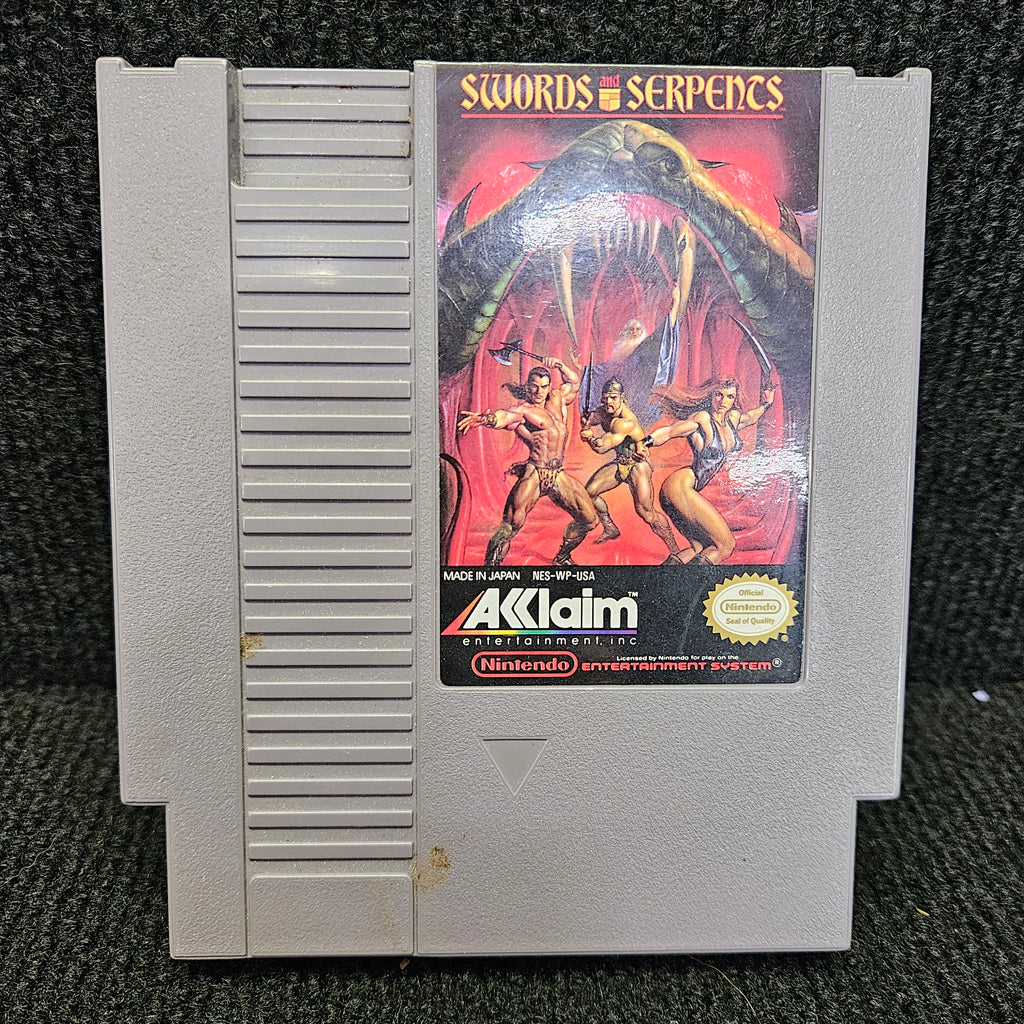 SWORDS and SERPENTS
MADE IN JAPAN NES-WP-USA
AKKlaim™
entertainment, inc.
Official
Nintendo
Seal of Quality
Licensed by Nintendo for play on the
Nintendo ENTERTAINMENT SYSTEM®